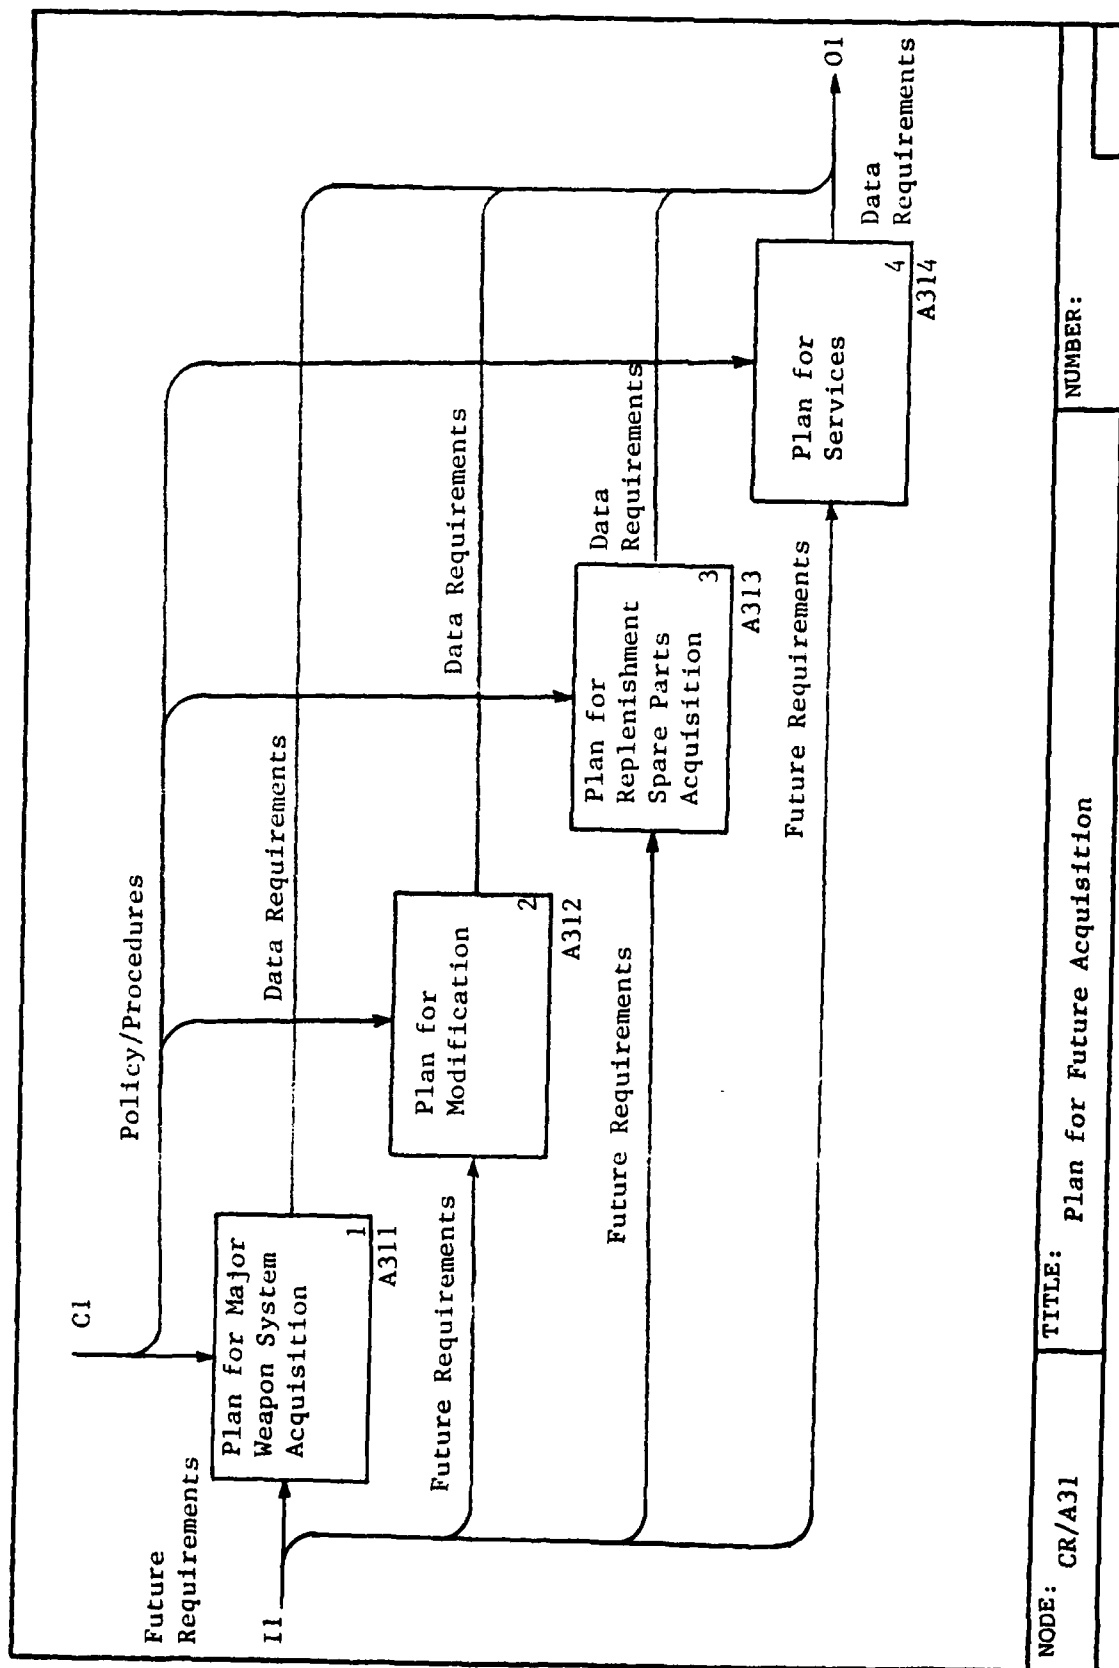 C1
Policy/Procedures
Future
Requirements
I1
Plan for Major
Weapon System
Acquisition
1
A311
Data Requirements
Future Requirements
Plan for
Modification
2
A312
Data Requirements
Future Requirements
Plan for
Replenishment
Spare Parts
Acquisition
3
A313
Data
Requirements
Future Requirements
Plan for
Services
4
A314
Data
Requirements
O1
NODE: CR/A31
TITLE: Plan for Future Acquisition
NUMBER: